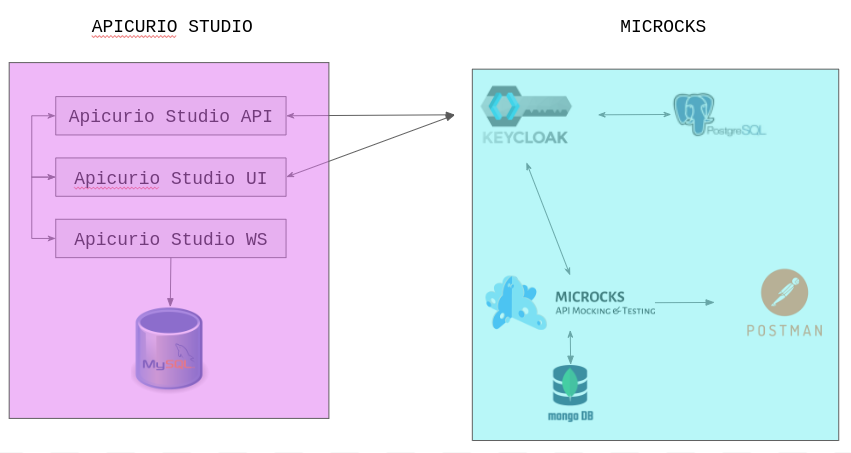 APICURIO STUDIO
MICROCKS
Apicurio Studio API
Apicurio Studio UI
Apicurio Studio WS
MySQL
KEYCLOAK
PostgreSQL
MICROCKS
API MOCKING & TESTING
POSTMAN
mongo DB